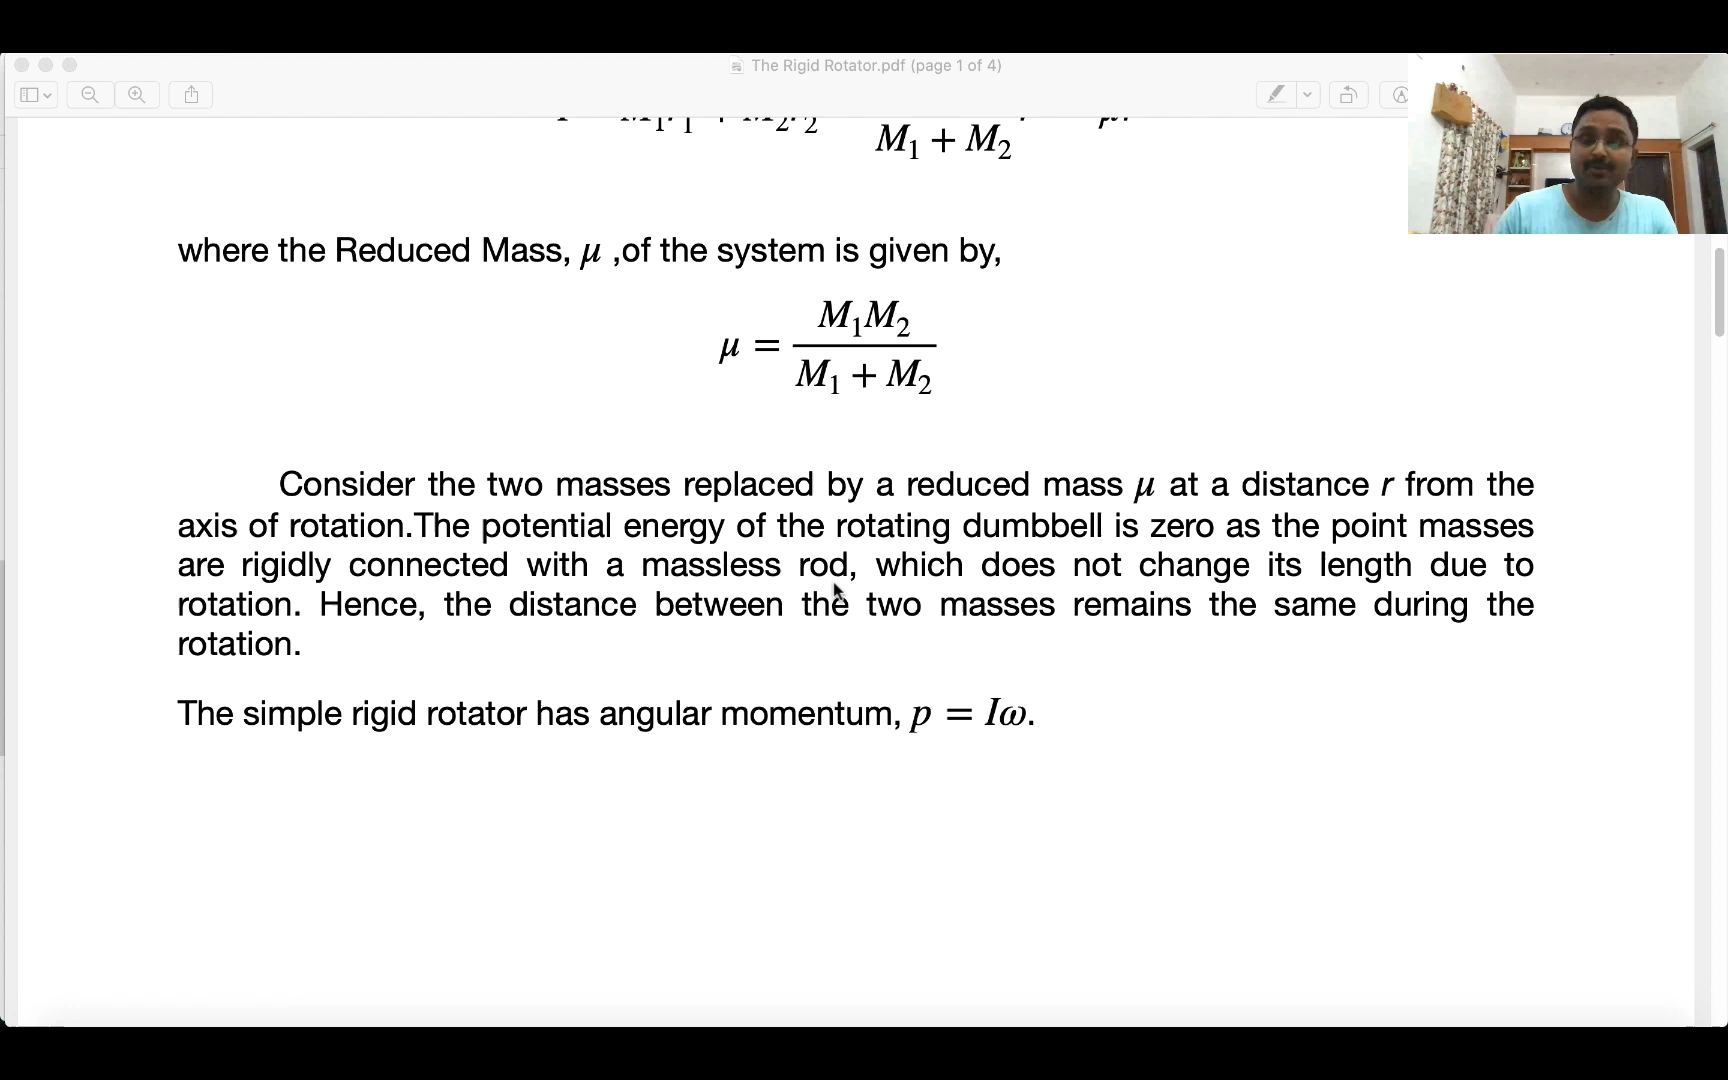 The Rigid Rotator.pdf (page 1 of 4)
M₁ + M₂
where the Reduced Mass, μ ,of the system is given by,
μ = M₁M₂ / M₁ + M₂
Consider the two masses replaced by a reduced mass μ at a distance r from the
axis of rotation.The potential energy of the rotating dumbbell is zero as the point masses
are rigidly connected with a massless rod, which does not change its length due to
rotation. Hence, the distance between the two masses remains the same during the
rotation.
The simple rigid rotator has angular momentum, p = Iω.